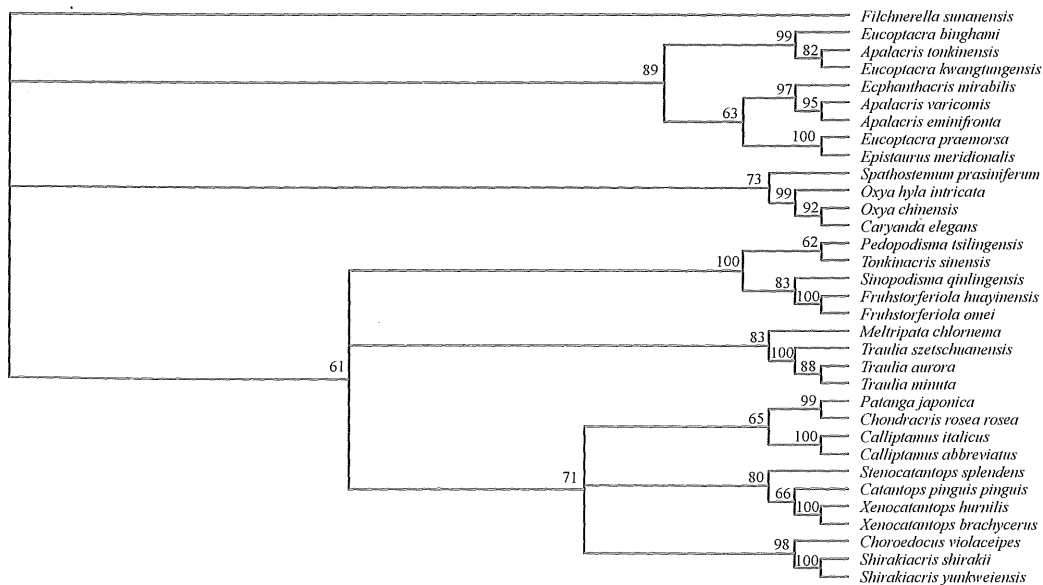 Filchnerella sunanensis
99 Eucoptacra binghami
82 Apalacris tonkinensis
89 Eucoptacra kwangtungensis
97 Ecphanthacris mirabilis
95 Apalacris varicomis
63 Apalacris eminifronta
100 Eucoptacra praemorsa
Epistaurus meridionalis
73 Spathostemum prasiniferum
99 Oxya hyla intricata
92 Oxya chinensis
Caryanda elegans
62 Pedopodisma tsilingensis
100 Tonkinacris sinensis
83 Sinopodisma qinlingensis
100 Fruhstorferiola huayinensis
Fruhstorferiola omei
83 Meltripata chlornema
100 Traulia szetschuanensis
61 88 Traulia aurora
Traulia minuta
99 Patanga japonica
65 Chondracris rosea rosea
100 Calliptamus italicus
Calliptamus abbreviatus
71 80 Stenocatantops splendens
66 Catantops pinguis pinguis
100 Xenocatantops hurnilis
Xenocatantops brachycerus
98 Choroedocus violaceipes
100 Shirakiacris shirakii
Shirakiacris yunkweiensis